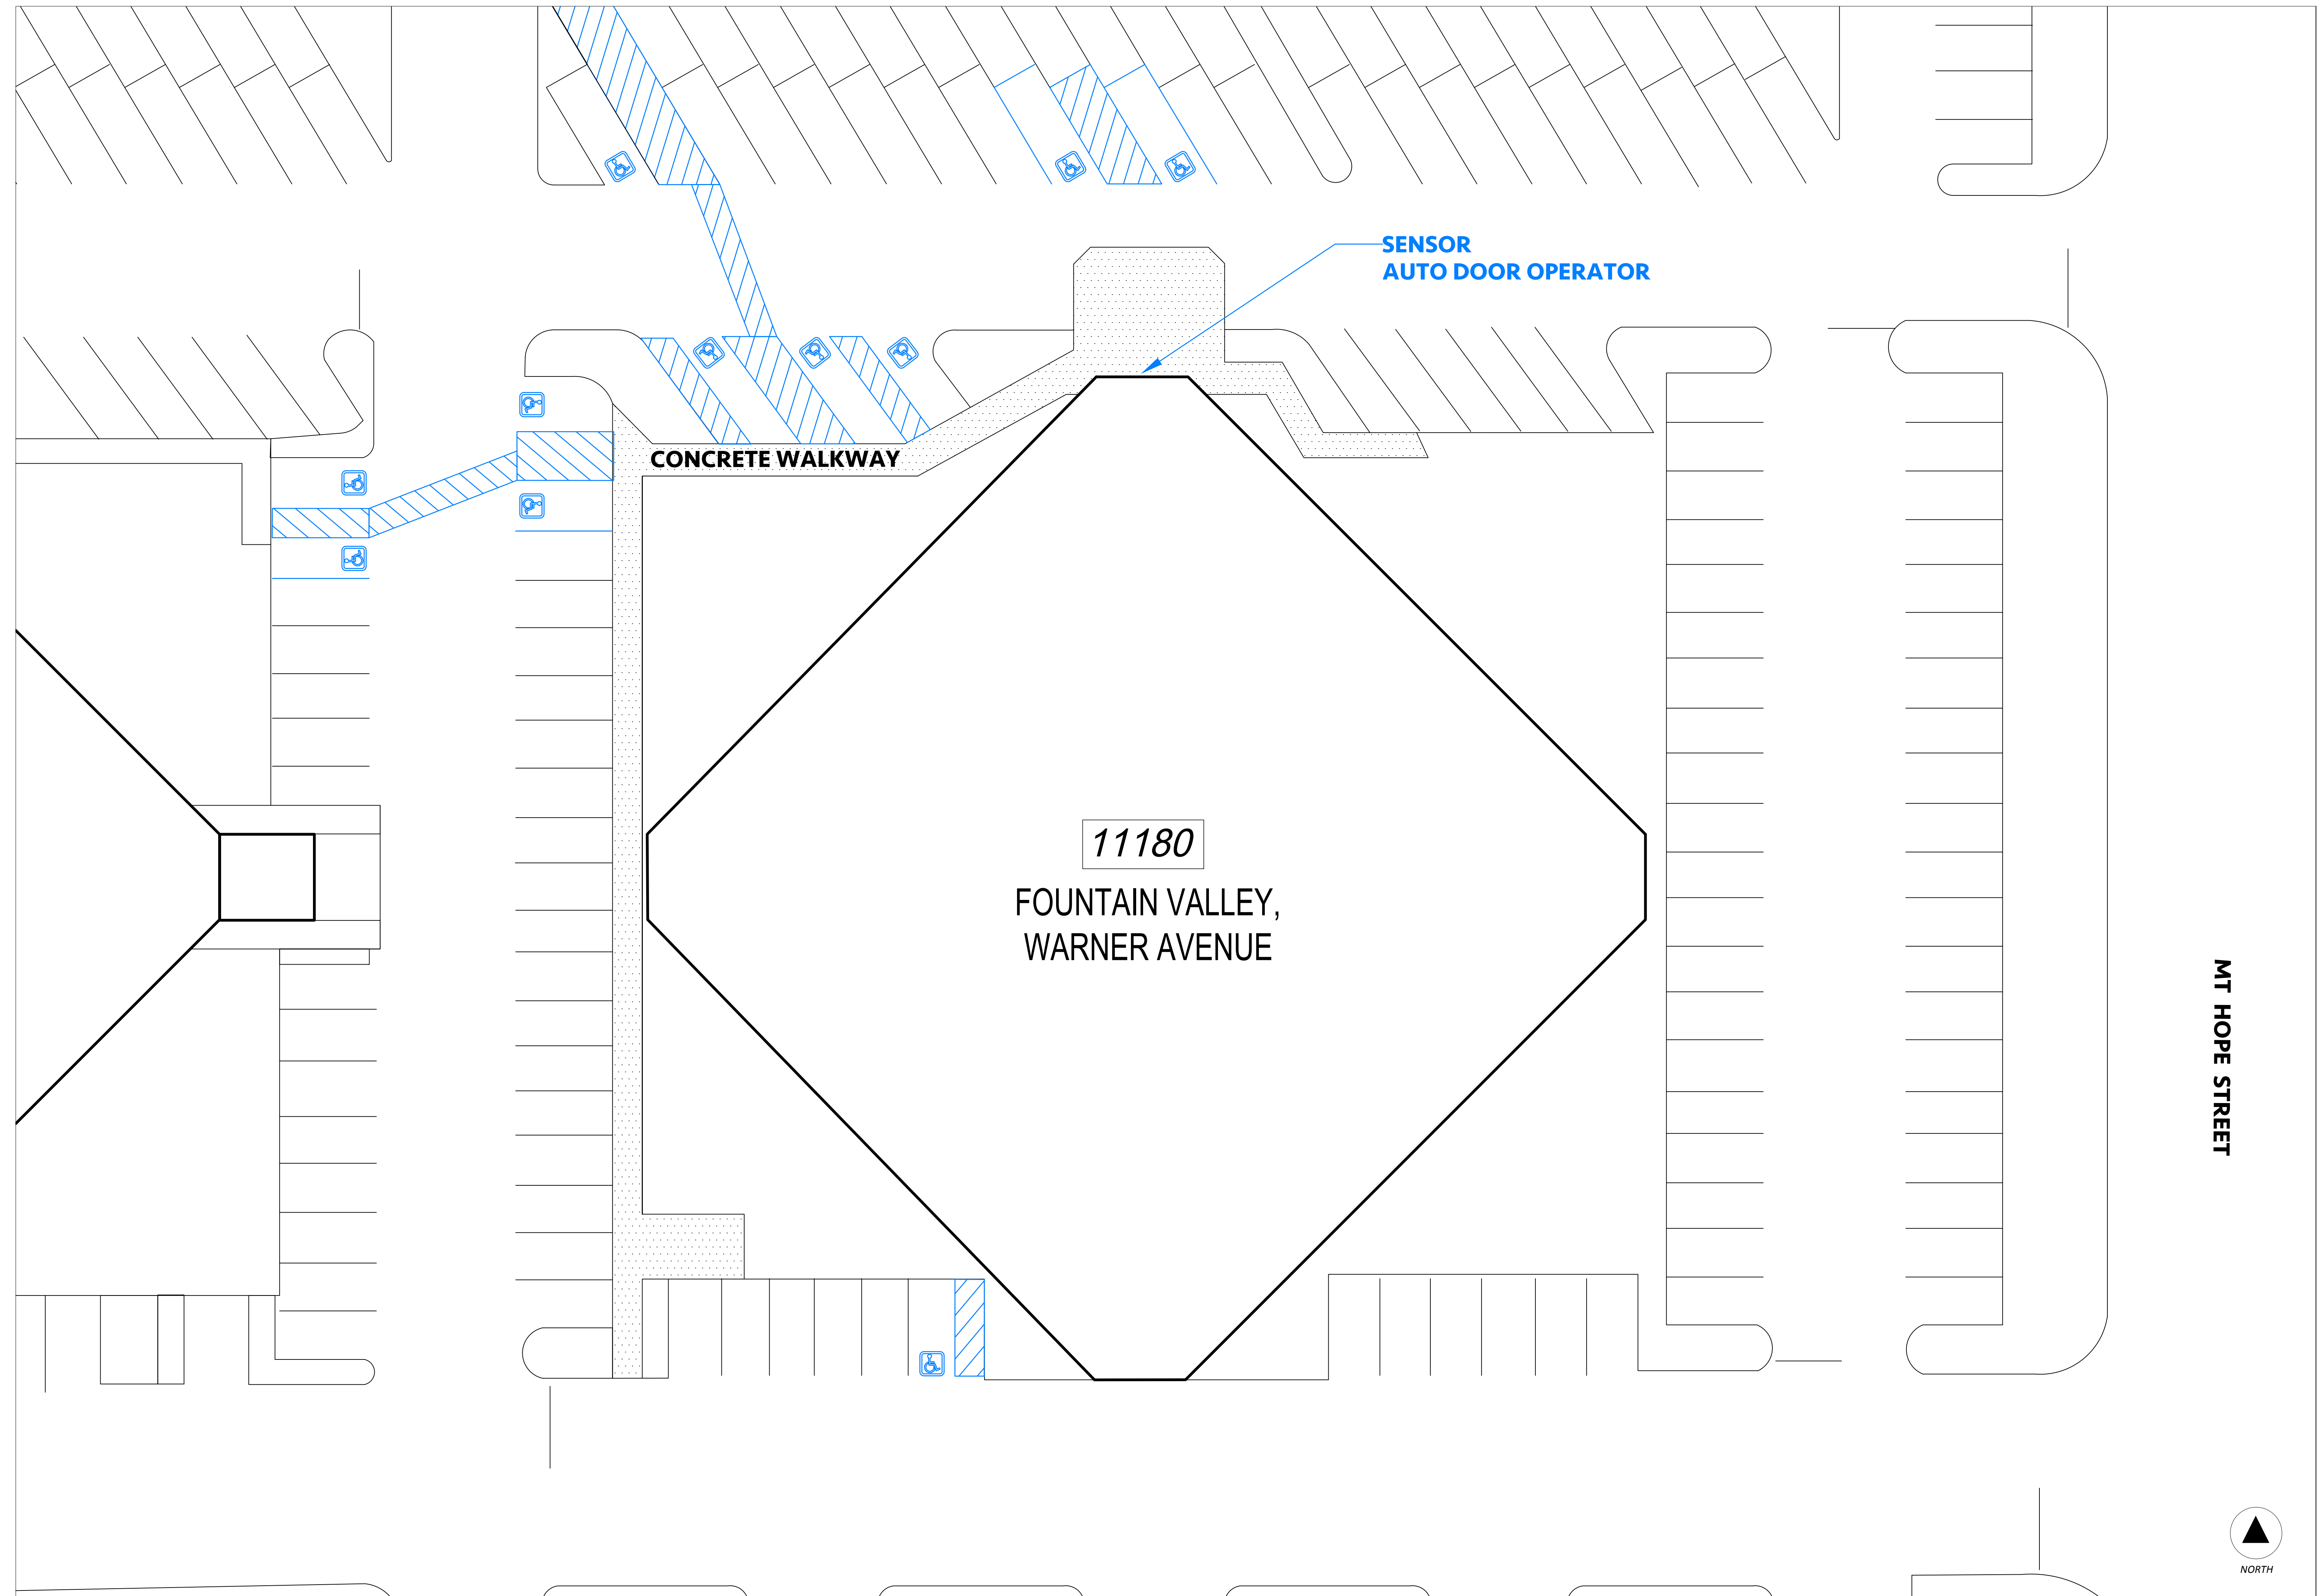 SENSOR
AUTO DOOR OPERATOR
CONCRETE WALKWAY
11180
FOUNTAIN VALLEY,
WARNER AVENUE
MT HOPE STREET
NORTH